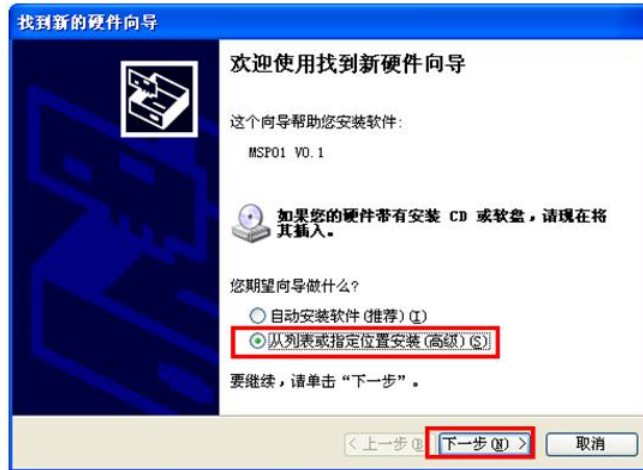 找到新的硬件向导
欢迎使用找到新硬件向导
这个向导帮助您安装软件:
MSP01 V0.1
如果您的硬件带有安装 CD 或软盘，请现在将
其插入。
您期望向导做什么?
自动安装软件(推荐)(I)
从列表或指定位置安装(高级)(S)
要继续，请单击“下一步”。
< 上一步(B
下一步(N) >
取消